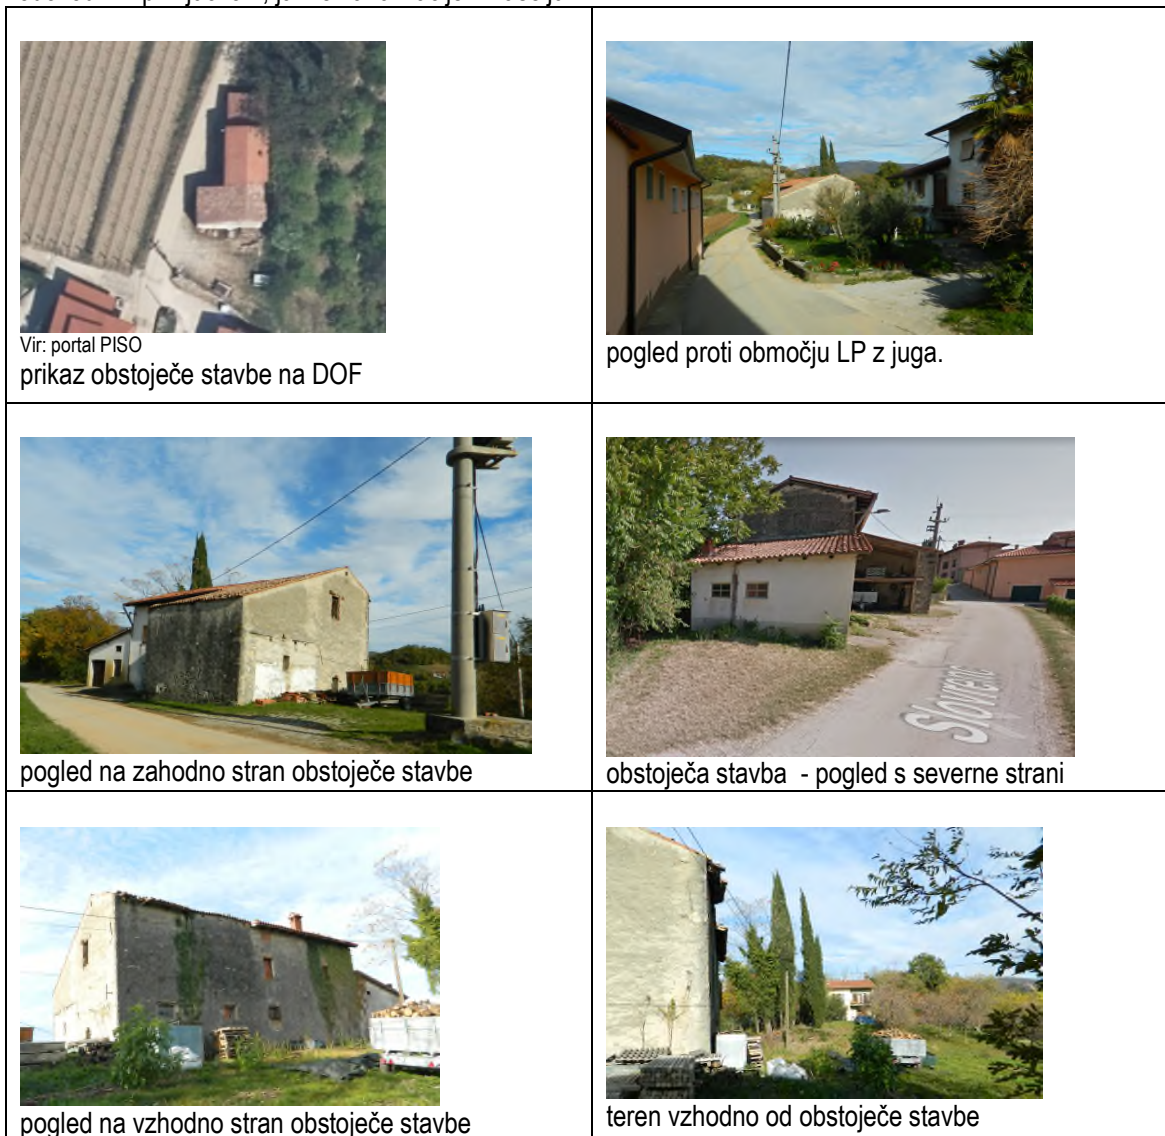 Vir: portal PISO
prikaz obstoječe stavbe na DOF
pogled proti območju LP z juga.
pogled na zahodno stran obstoječe stavbe
Slovrenc
obstoječa stavba - pogled s severne strani
pogled na vzhodno stran obstoječe stavbe
teren vzhodno od obstoječe stavbe